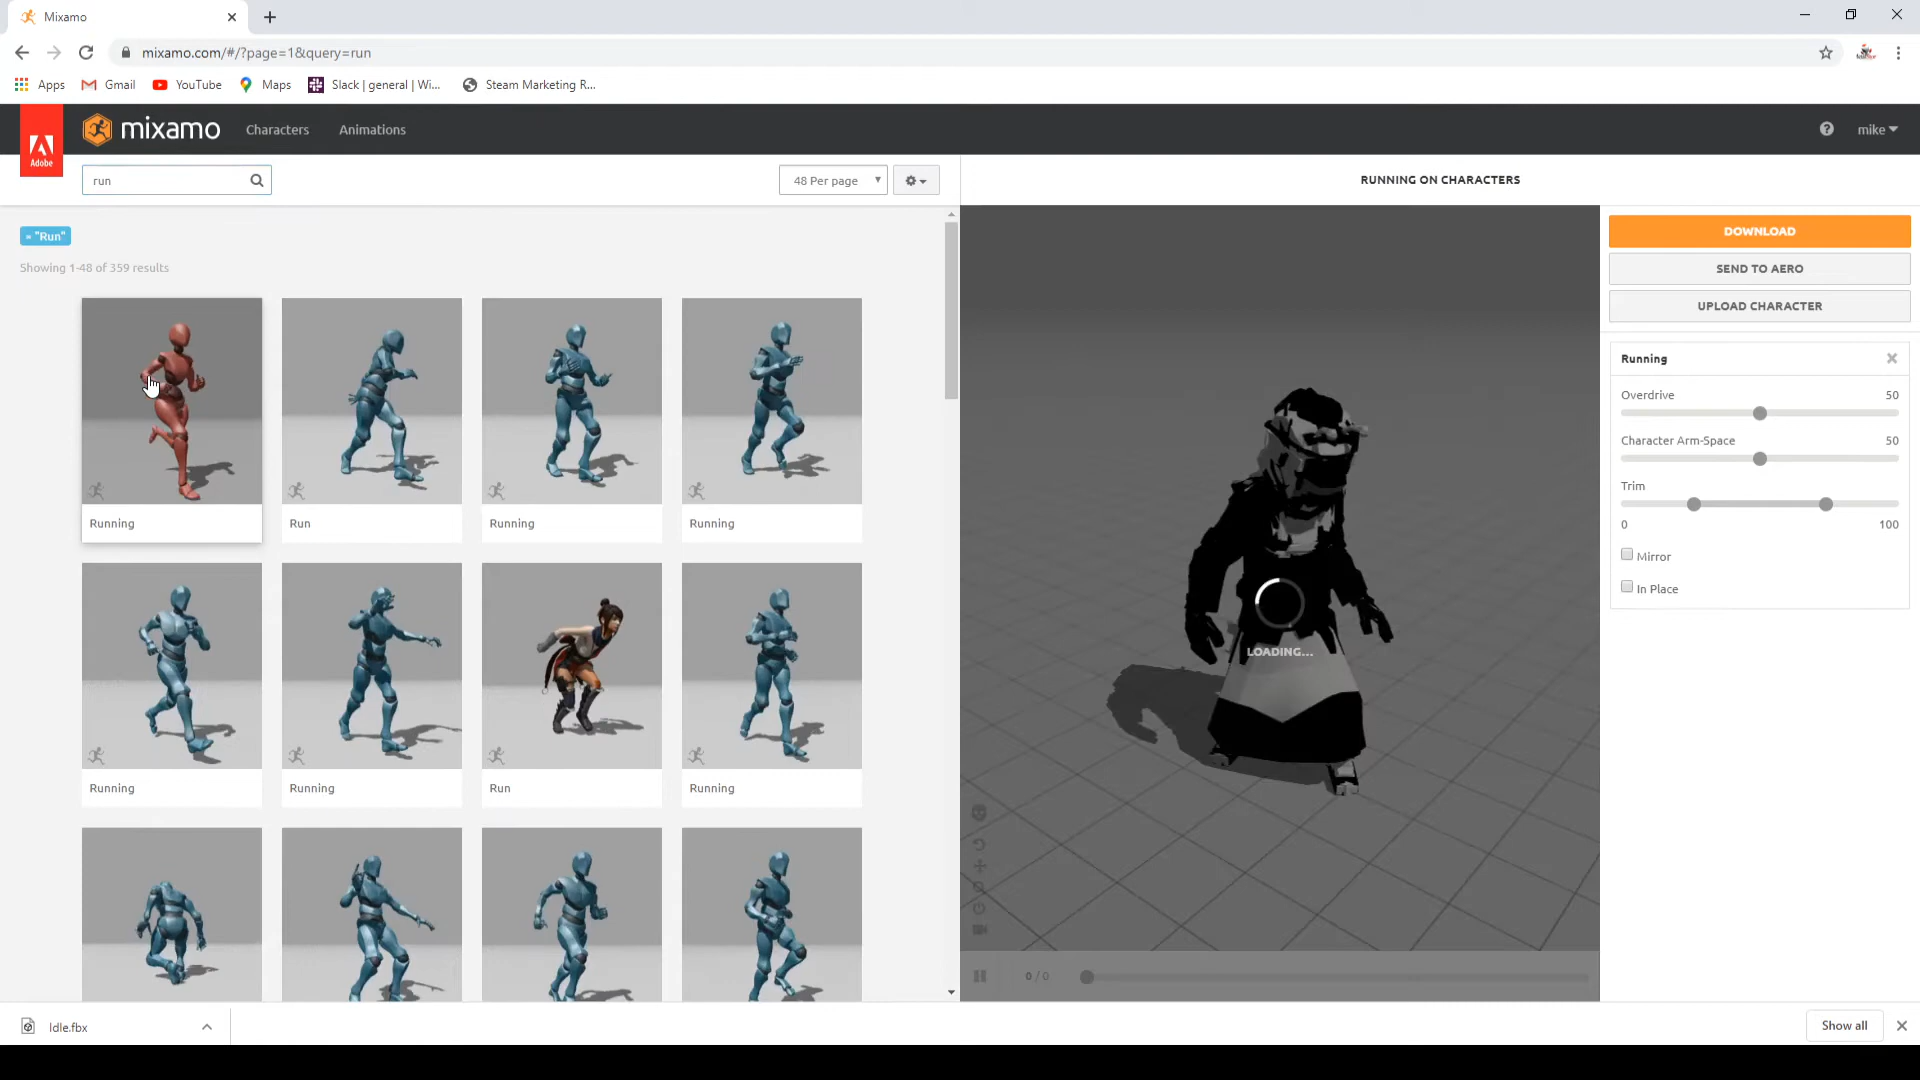 Mixamo
mixamo.com/#/?page=1&query=run
Apps
Gmail
YouTube
Maps
Slack | general | Wi...
Steam Marketing R...
Adobe
mixamo
Characters
Animations
mike
run
48 Per page
RUNNING ON CHARACTERS
"Run"
Showing 1-48 of 359 results
DOWNLOAD
SEND TO AERO
UPLOAD CHARACTER
Running
Overdrive 50
Character Arm-Space 50
Trim
0 100
Mirror
In Place
Running
Run
Running
Running
LOADING...
Running
Running
Run
Running
0 / 0
Idle.fbx
Show all